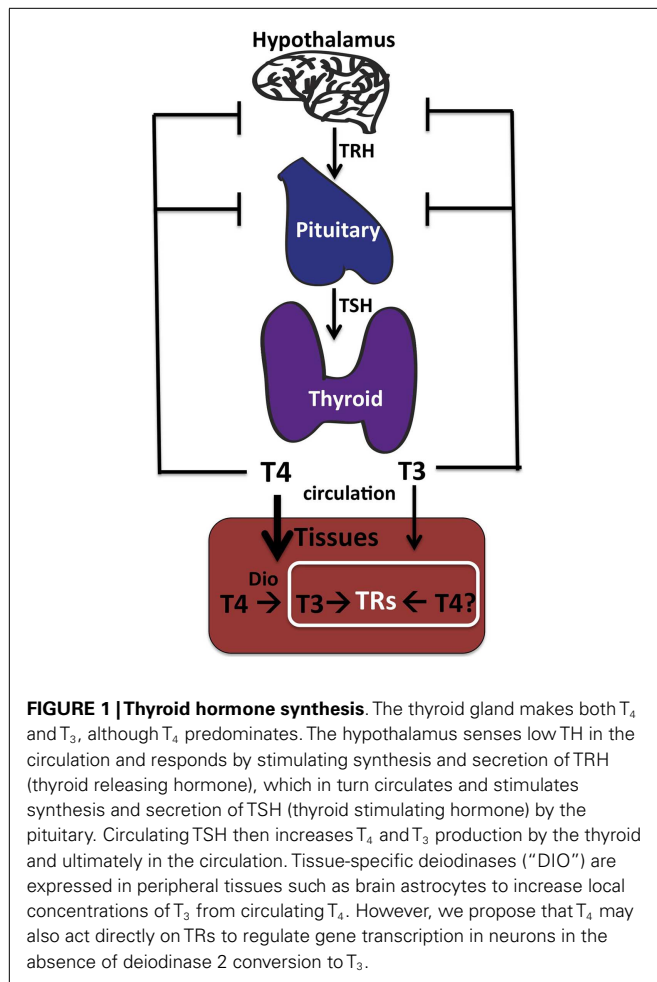 Hypothalamus
TRH
Pituitary
TSH
Thyroid
T4 T3
circulation
Tissues
Dio
T4 → T3 → TRs ← T4?
FIGURE 1 | Thyroid hormone synthesis. The thyroid gland makes both T₄
and T₃, although T₄ predominates. The hypothalamus senses low TH in the
circulation and responds by stimulating synthesis and secretion of TRH
(thyroid releasing hormone), which in turn circulates and stimulates
synthesis and secretion of TSH (thyroid stimulating hormone) by the
pituitary. Circulating TSH then increases T₄ and T₃ production by the thyroid
and ultimately in the circulation. Tissue-specific deiodinases (“DIO”) are
expressed in peripheral tissues such as brain astrocytes to increase local
concentrations of T₃ from circulating T₄. However, we propose that T₄ may
also act directly on TRs to regulate gene transcription in neurons in the
absence of deiodinase 2 conversion to T₃.